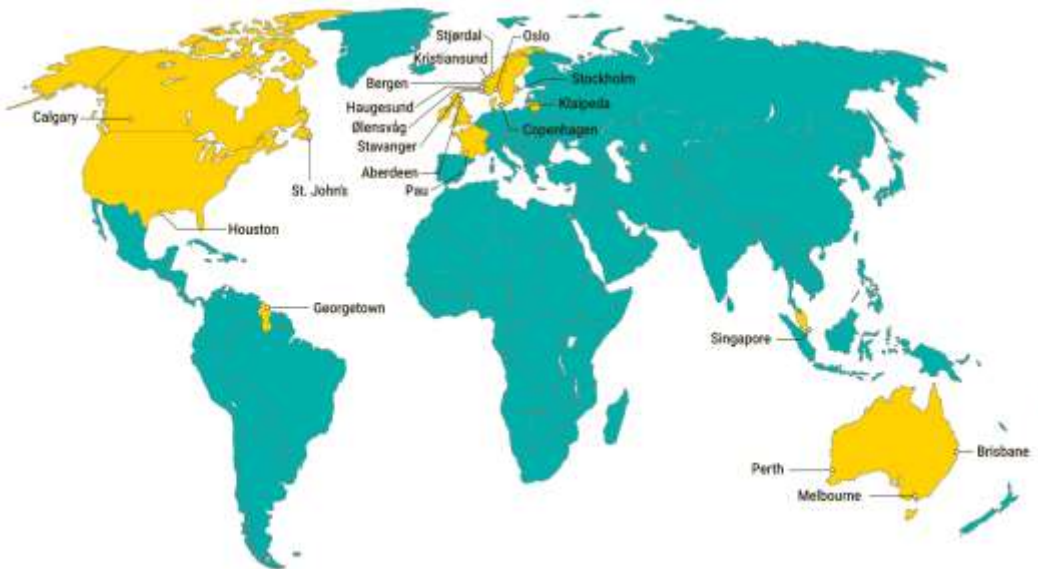 Stjørdal
Oslo
Kristiansund
Bergen
Stockholm
Haugesund
Klaipeda
Calgary
Ølensvåg
Copenhagen
Stavanger
Aberdeen
Pau
St. John's
Houston
Georgetown
Singapore
Brisbane
Perth
Melbourne